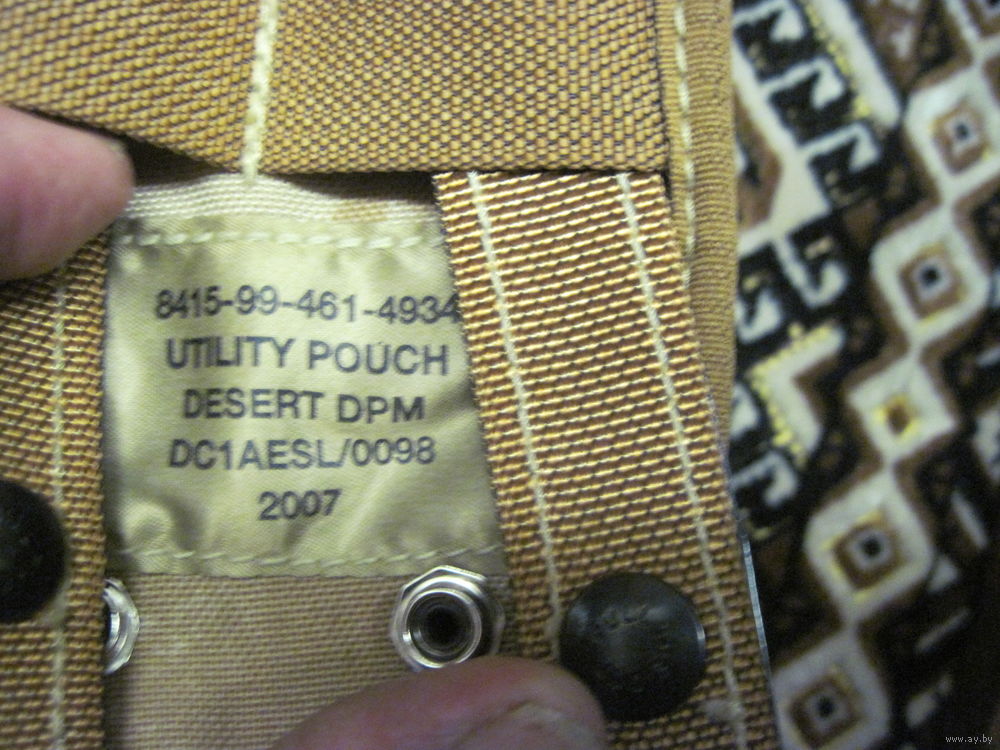 8415-99-461-4934
UTILITY POUCH
DESERT DPM
DC1AESL/0098
2007
www.ay.by